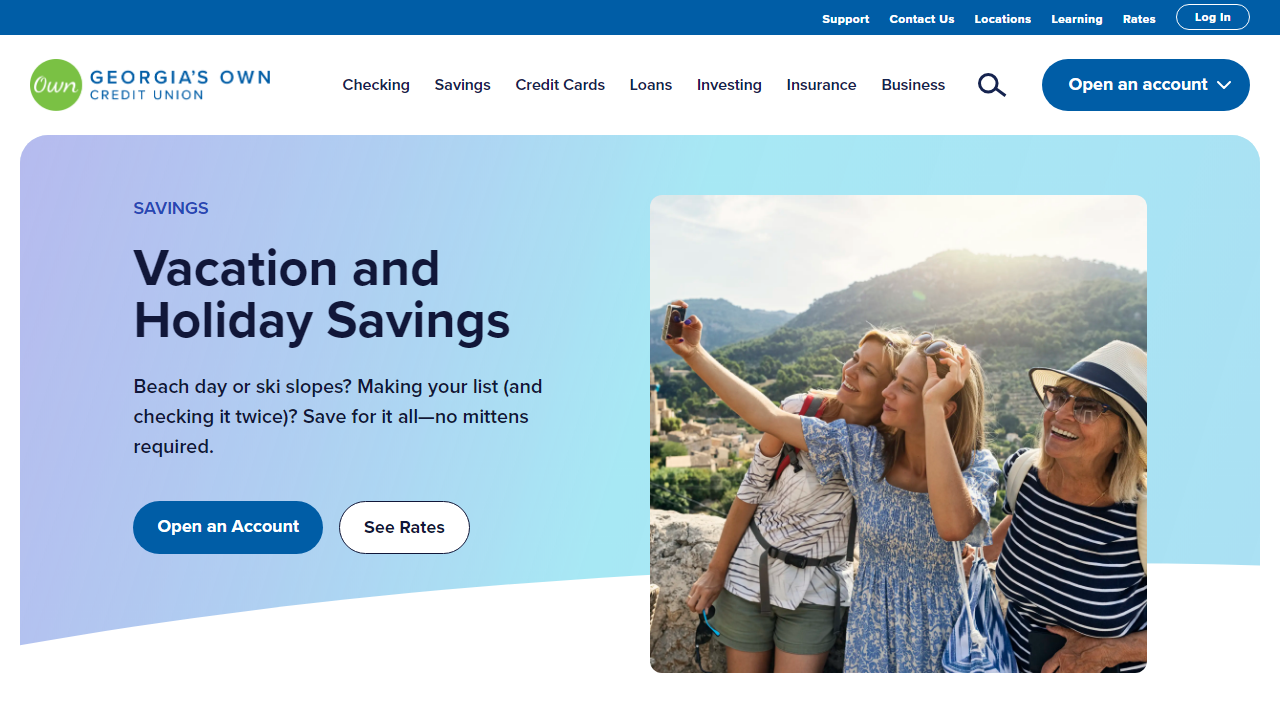 Support Contact Us Locations Learning Rates Log In
Own GEORGIA'S OWN
CREDIT UNION
Checking Savings Credit Cards Loans Investing Insurance Business Open an account
SAVINGS
Vacation and
Holiday Savings
Beach day or ski slopes? Making your list (and
checking it twice)? Save for it all—no mittens
required.
Open an Account See Rates